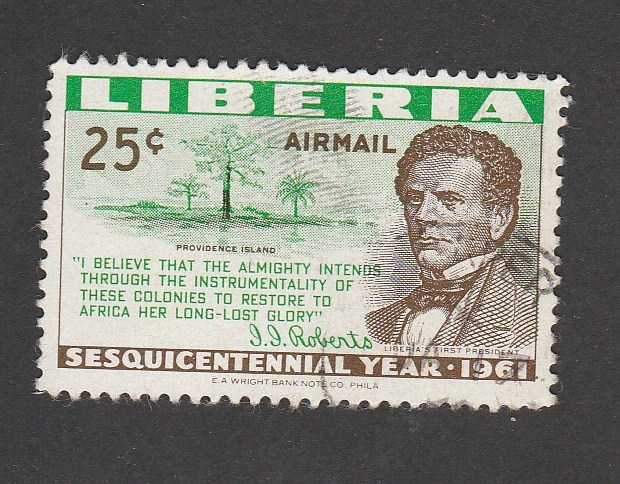 LIBERIA
25¢
AIRMAIL
PROVIDENCE ISLAND
"I BELIEVE THAT THE ALMIGHTY INTENDS
THROUGH THE INSTRUMENTALITY OF
THESE COLONIES TO RESTORE TO
AFRICA HER LONG-LOST GLORY"
J.J. Roberts
LIBERIA'S FIRST PRESIDENT
SESQUICENTENNIAL YEAR · 1961
E. A. WRIGHT BANK NOTE CO. PHILA